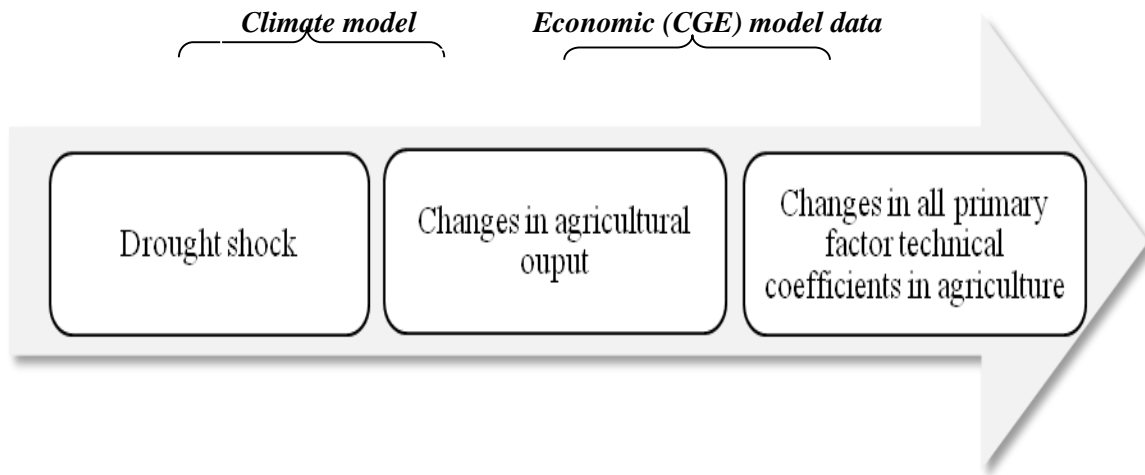 Climate model
Economic (CGE) model data
Drought shock
Changes in agricultural
ouput
Changes in all primary
factor technical
coefficients in agriculture